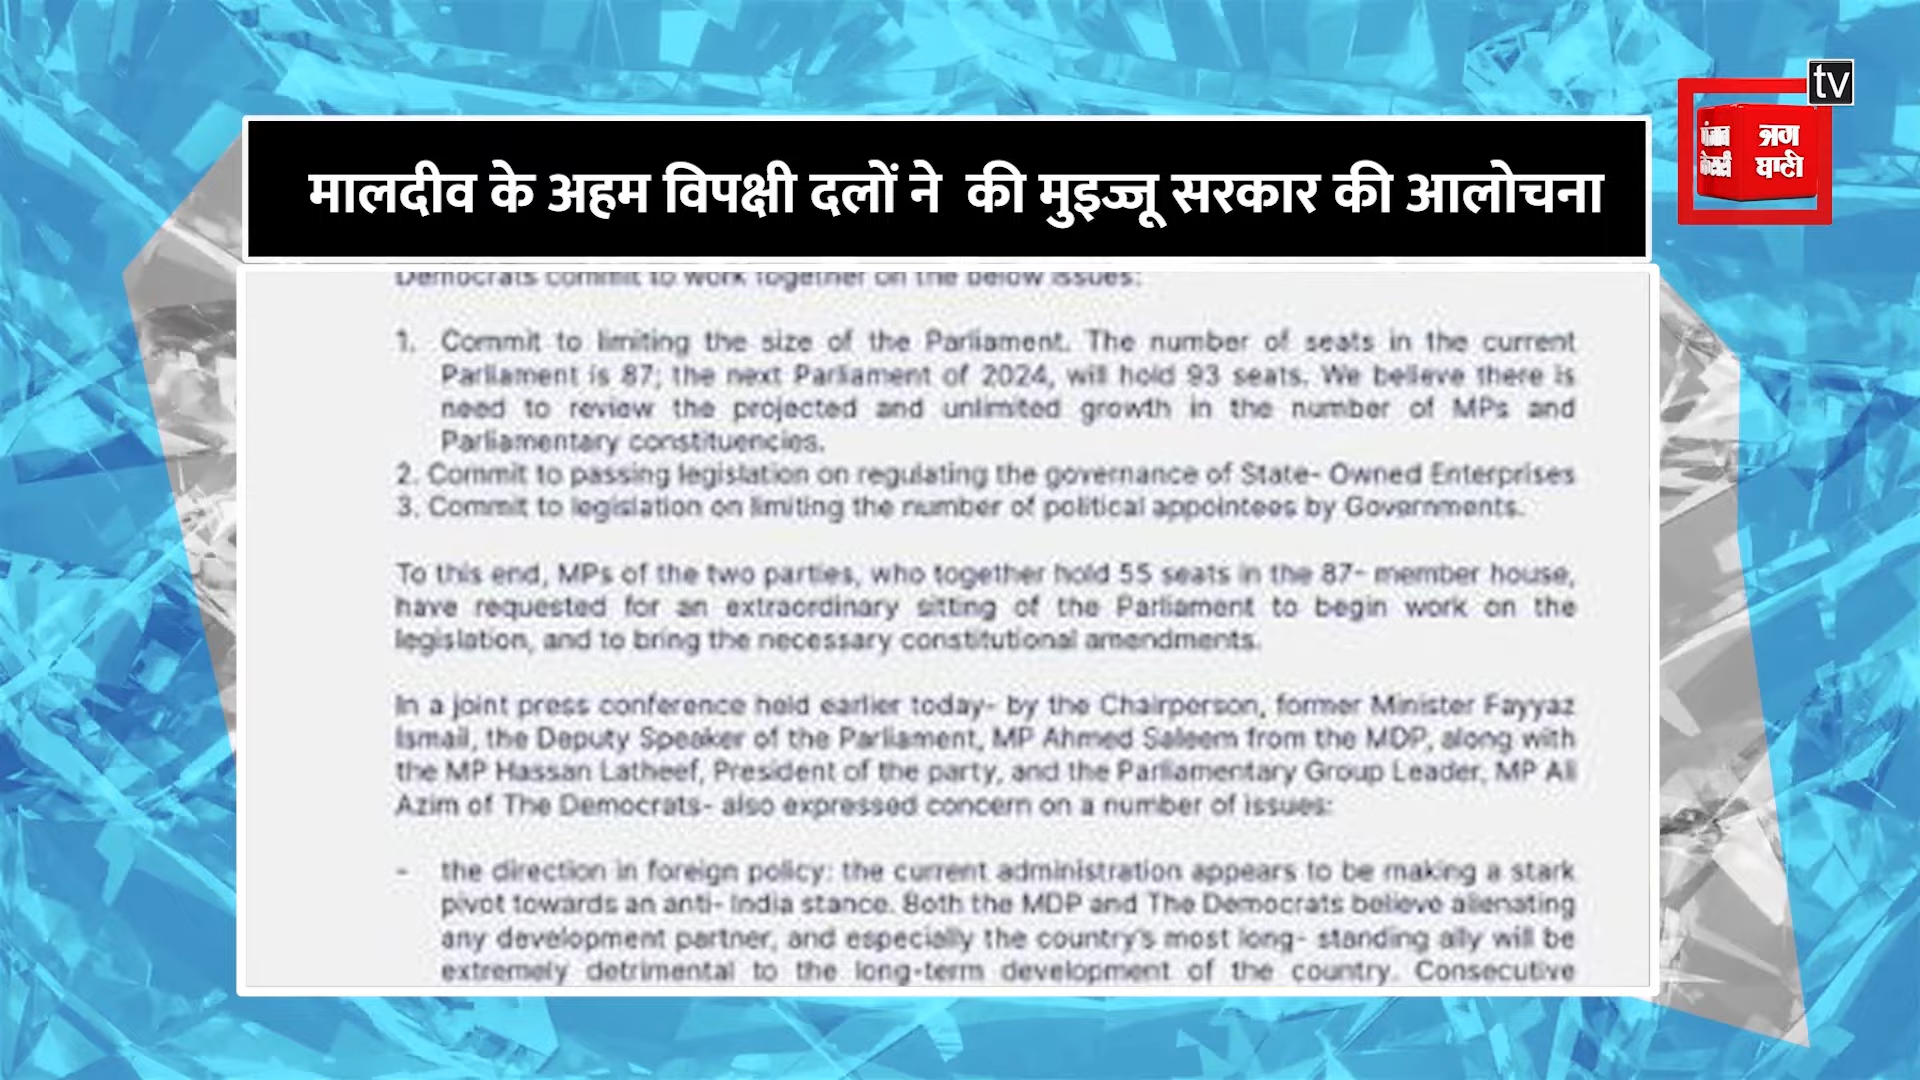 tv
पंजाब केसरी
जग बाणी
मालदीव के अहम विपक्षी दलों ने की मुइज्जू सरकार की आलोचना
Democrats commit to work together on the below issues:
1. Commit to limiting the size of the Parliament. The number of seats in the current
Parliament is 87; the next Parliament of 2024, will hold 93 seats. We believe there is
need to review the projected and unlimited growth in the number of MPs and
Parliamentary constituencies.
2. Commit to passing legislation on regulating the governance of State- Owned Enterprises
3. Commit to legislation on limiting the number of political appointees by Governments.
To this end, MPs of the two parties, who together hold 55 seats in the 87- member house,
have requested for an extraordinary sitting of the Parliament to begin work on the
legislation, and to bring the necessary constitutional amendments.
In a joint press conference held earlier today- by the Chairperson, former Minister Fayyaz
Ismail, the Deputy Speaker of the Parliament, MP Ahmed Saleem from the MDP, along with
the MP Hassan Latheef, President of the party, and the Parliamentary Group Leader, MP Ali
Azim of The Democrats- also expressed concern on a number of issues:
- the direction in foreign policy: the current administration appears to be making a stark
pivot towards an anti- India stance. Both the MDP and The Democrats believe alienating
any development partner, and especially the country's most long- standing ally will be
extremely detrimental to the long-term development of the country. Consecutive